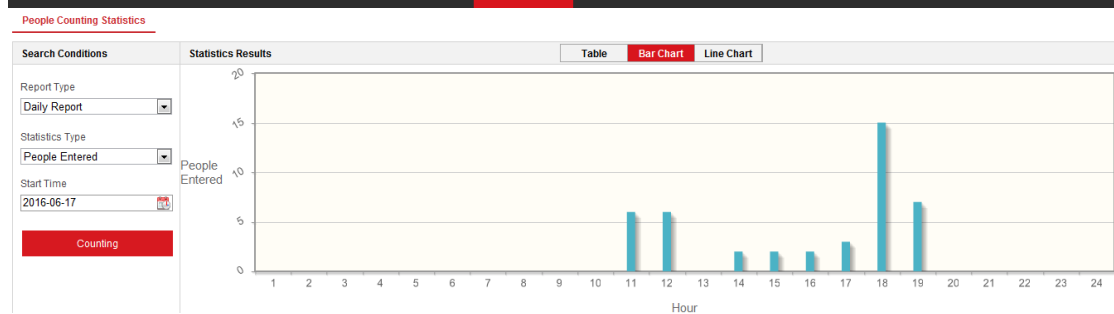 People Counting Statistics
Search Conditions
Statistics Results
Table
Bar Chart
Line Chart
Report Type
Daily Report
Statistics Type
People Entered
Start Time
2016-06-17
Counting
People
Entered
20
15
10
5
0
1 2 3 4 5 6 7 8 9 10 11 12 13 14 15 16 17 18 19 20 21 22 23 24
Hour